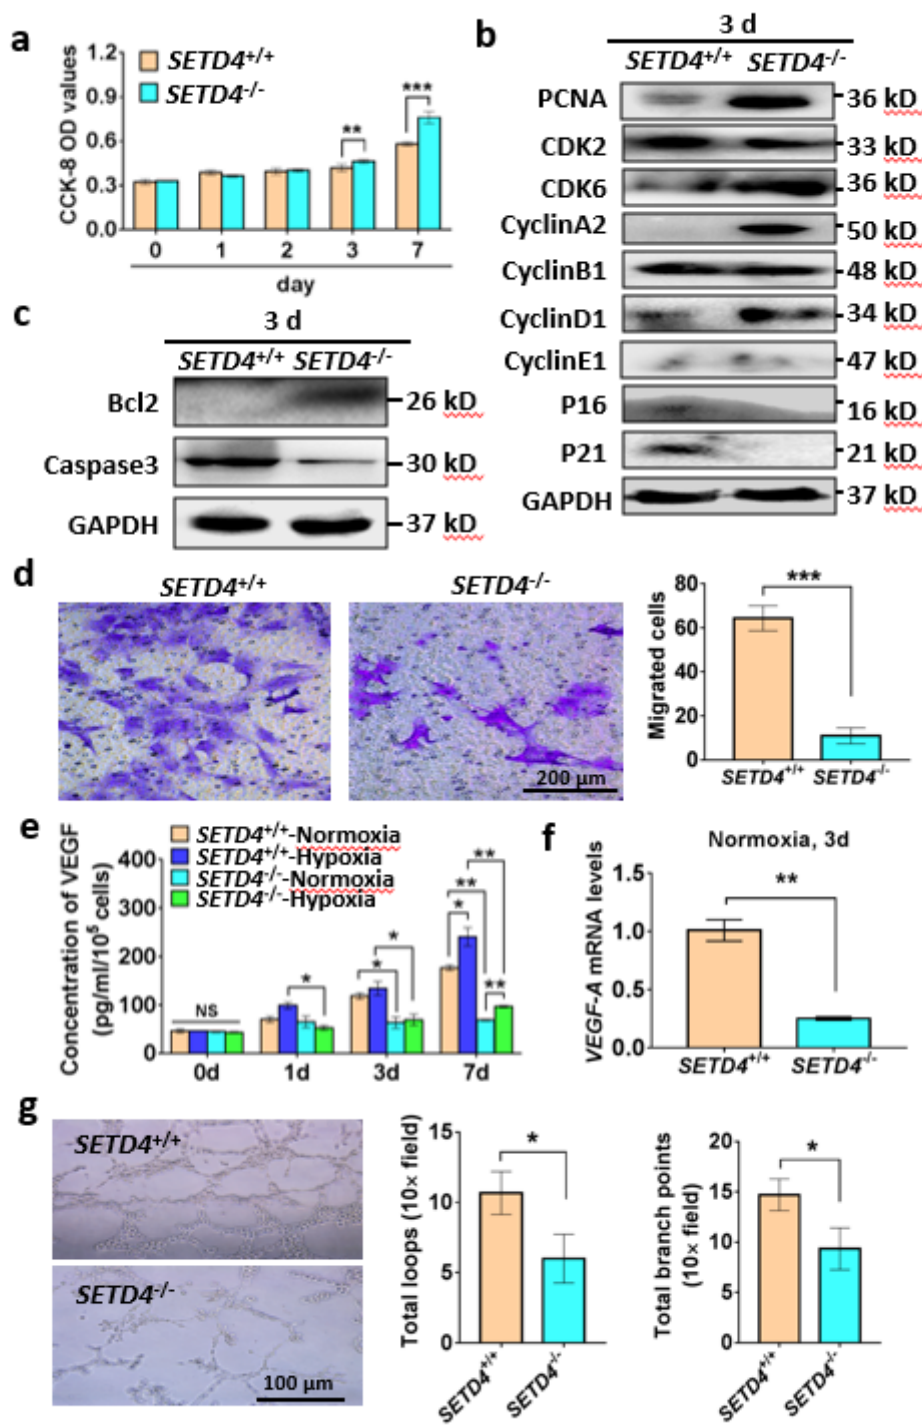 a
1.2
0.9
0.6
0.3
0.0
CCK-8 OD values
SETD4+/+
SETD4-/-
**
***
0 1 2 3 7
day
b
3 d
SETD4+/+ SETD4-/-
PCNA 36 kD
CDK2 33 kD
CDK6 36 kD
CyclinA2 50 kD
CyclinB1 48 kD
CyclinD1 34 kD
CyclinE1 47 kD
P16 16 kD
P21 21 kD
GAPDH 37 kD
c
3 d
SETD4+/+ SETD4-/-
Bcl2 26 kD
Caspase3 30 kD
GAPDH 37 kD
d
SETD4+/+ SETD4-/-
200 μm
Migrated cells
80
60
40
20
0
***
SETD4+/+ SETD4-/-
e
SETD4+/+-Normoxia
SETD4+/+-Hypoxia
SETD4-/--Normoxia
SETD4-/--Hypoxia
Concentration of VEGF
(pg/ml/10⁵ cells)
400
300
200
100
0
NS
*
*
*
**
**
*
**
0d 1d 3d 7d
f
Normoxia, 3d
VEGF-A mRNA levels
1.5
1.0
0.5
0.0
**
SETD4+/+ SETD4-/-
g
SETD4+/+
SETD4-/-
100 μm
Total loops (10× field)
15
10
5
0
*
SETD4+/+ SETD4-/-
Total branch points
(10× field)
20
15
10
5
0
*
SETD4+/+ SETD4-/-